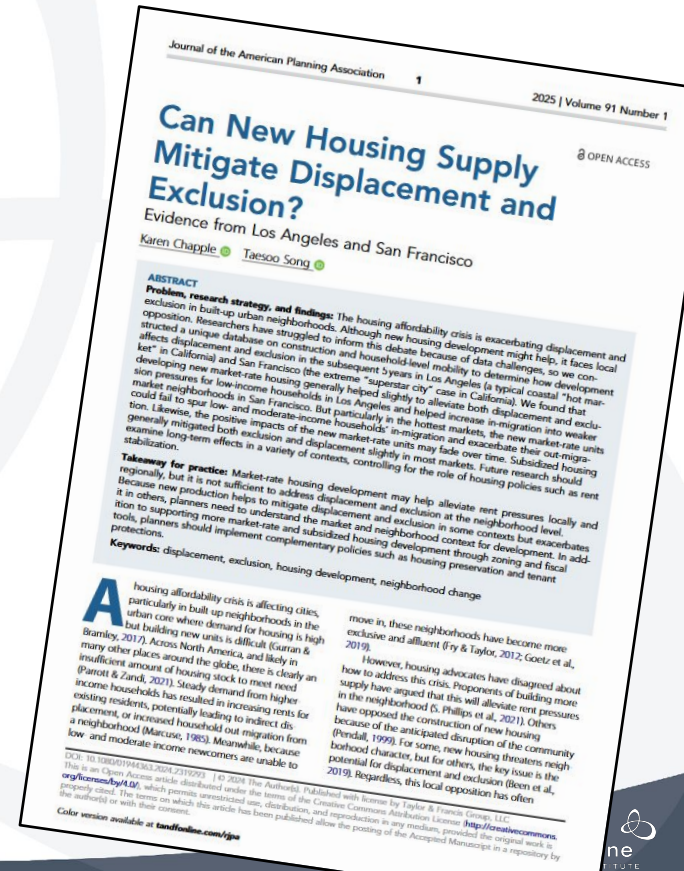 Journal of the American Planning Association
1
2025 | Volume 91 Number 1
Can New Housing Supply
Mitigate Displacement and
Exclusion?
OPEN ACCESS
Evidence from Los Angeles and San Francisco
Karen Chapple Taesoo Song
ABSTRACT
Problem, research strategy, and findings: The housing affordability crisis is exacerbating displacement and
exclusion in built-up urban neighborhoods. Although new housing development might help, it faces local
opposition. Researchers have struggled to inform this debate because of data challenges, so we con-
structed a unique database on construction and household-level mobility to determine how development
affects displacement and exclusion in the subsequent 5 years in Los Angeles (a typical coastal "hot mar-
ket" in California) and San Francisco (the extreme "superstar city" case in California). We found that
developing new market-rate housing generally helped slightly to alleviate both displacement and exclu-
sion pressures for low-income households in Los Angeles and helped increase in-migration into weaker
market neighborhoods in San Francisco. But particularly in the hottest markets, the new market-rate units
could fail to spur low- and moderate-income households' in-migration and exacerbate their out-migra-
tion. Likewise, the positive impacts of the new market-rate units may fade over time. Subsidized housing
generally mitigated both exclusion and displacement slightly in most markets. Future research should
examine long-term effects in a variety of contexts, controlling for the role of housing policies such as rent
stabilization.
Takeaway for practice: Market-rate housing development may help alleviate rent pressures locally and
regionally, but it is not sufficient to address displacement and exclusion at the neighborhood level.
Because new production helps to mitigate displacement and exclusion in some contexts but exacerbates
it in others, planners need to understand the market and neighborhood context for development. In add-
ition to supporting more market-rate and subsidized housing development through zoning and fiscal
tools, planners should implement complementary policies such as housing preservation and tenant
protections.
Keywords: displacement, exclusion, housing development, neighborhood change
A housing affordability crisis is affecting cities,
particularly in built up neighborhoods in the
urban core where demand for housing is high
but building new units is difficult (Gurran &
Bramley, 2017). Across North America, and likely in
many other places around the globe, there is clearly an
insufficient amount of housing stock to meet need
(Parrott & Zandi, 2021). Steady demand from higher
income households has resulted in increasing rents for
existing residents, potentially leading to indirect dis
placement, or increased household out migration from
a neighborhood (Marcuse, 1985). Meanwhile, because
low- and moderate income newcomers are unable to
move in, these neighborhoods have become more
exclusive and affluent (Fry & Taylor, 2012; Goetz et al.,
2019).
However, housing advocates have disagreed about
how to address this crisis. Proponents of building more
supply have argued that this will alleviate rent pressures
in the neighborhood (S. Phillips et al., 2021). Others
have opposed the construction of new housing
because of the anticipated disruption of the community
(Pendall, 1999). For some, new housing threatens neigh
borhood character, but for others, the key issue is the
potential for displacement and exclusion (Been et al.,
2019). Regardless, this local opposition has often
DOI: 10.1080/01944363.2024.2319293 | © 2024 The Author(s). Published with license by Taylor & Francis Group, LLC
This is an Open Access article distributed under the terms of the Creative Commons Attribution License (http://creativecommons.
org/licenses/by/4.0/), which permits unrestricted use, distribution, and reproduction in any medium, provided the original work is
properly cited. The terms on which this article has been published allow the posting of the Accepted Manuscript in a repository by
the author(s) or with their consent.
Color version available at tandfonline.com/rjpa
ne
TITUTE